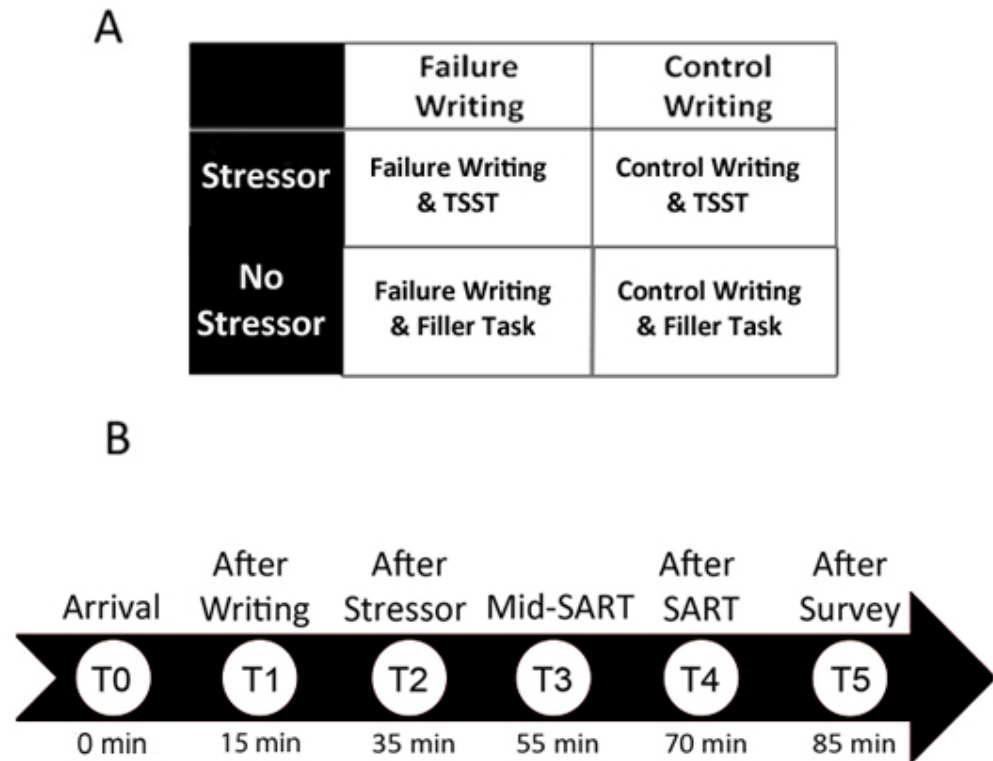 A
Failure Writing
Control Writing
Stressor
Failure Writing & TSST
Control Writing & TSST
No Stressor
Failure Writing & Filler Task
Control Writing & Filler Task
B
Arrival
After Writing
After Stressor
Mid-SART
After SART
After Survey
T0
T1
T2
T3
T4
T5
0 min
15 min
35 min
55 min
70 min
85 min